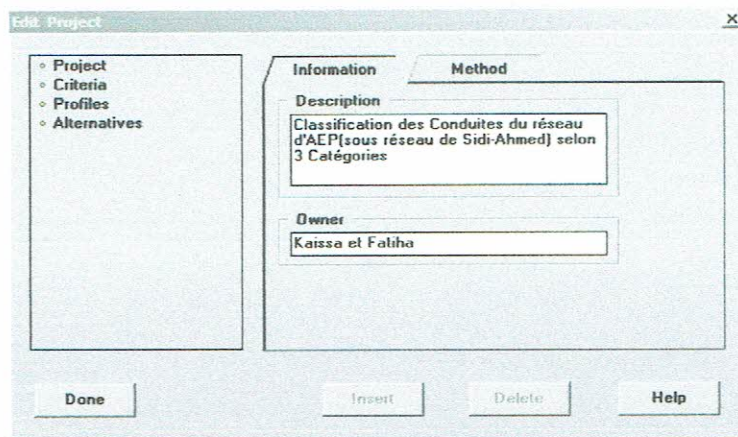 Edit Project
Project
Criteria
Profiles
Alternatives
Information
Method
Description
Classification des Conduites du réseau
d'AEP(sous réseau de Sidi-Ahmed) selon
3 Catégories
Owner
Kaissa et Fatiha
Done
Insert
Delete
Help